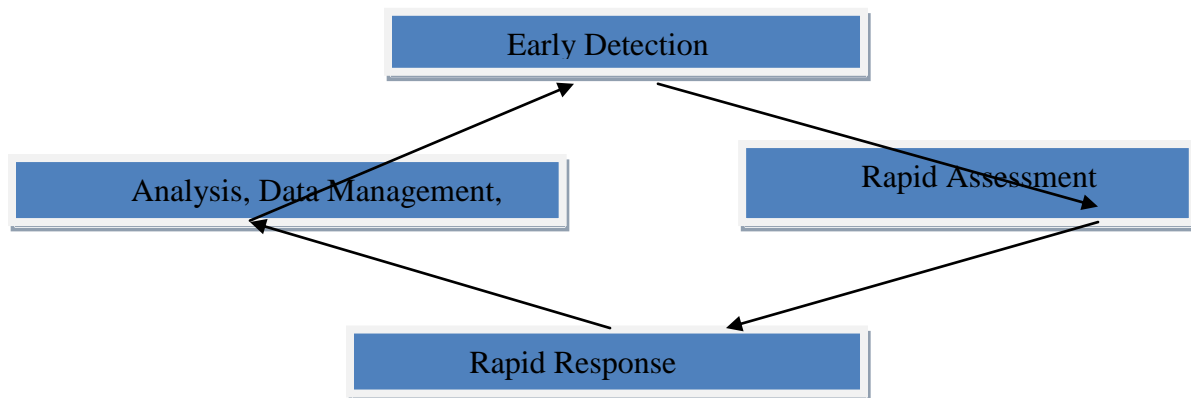 Early Detection
Analysis, Data Management,
Rapid Assessment
Rapid Response